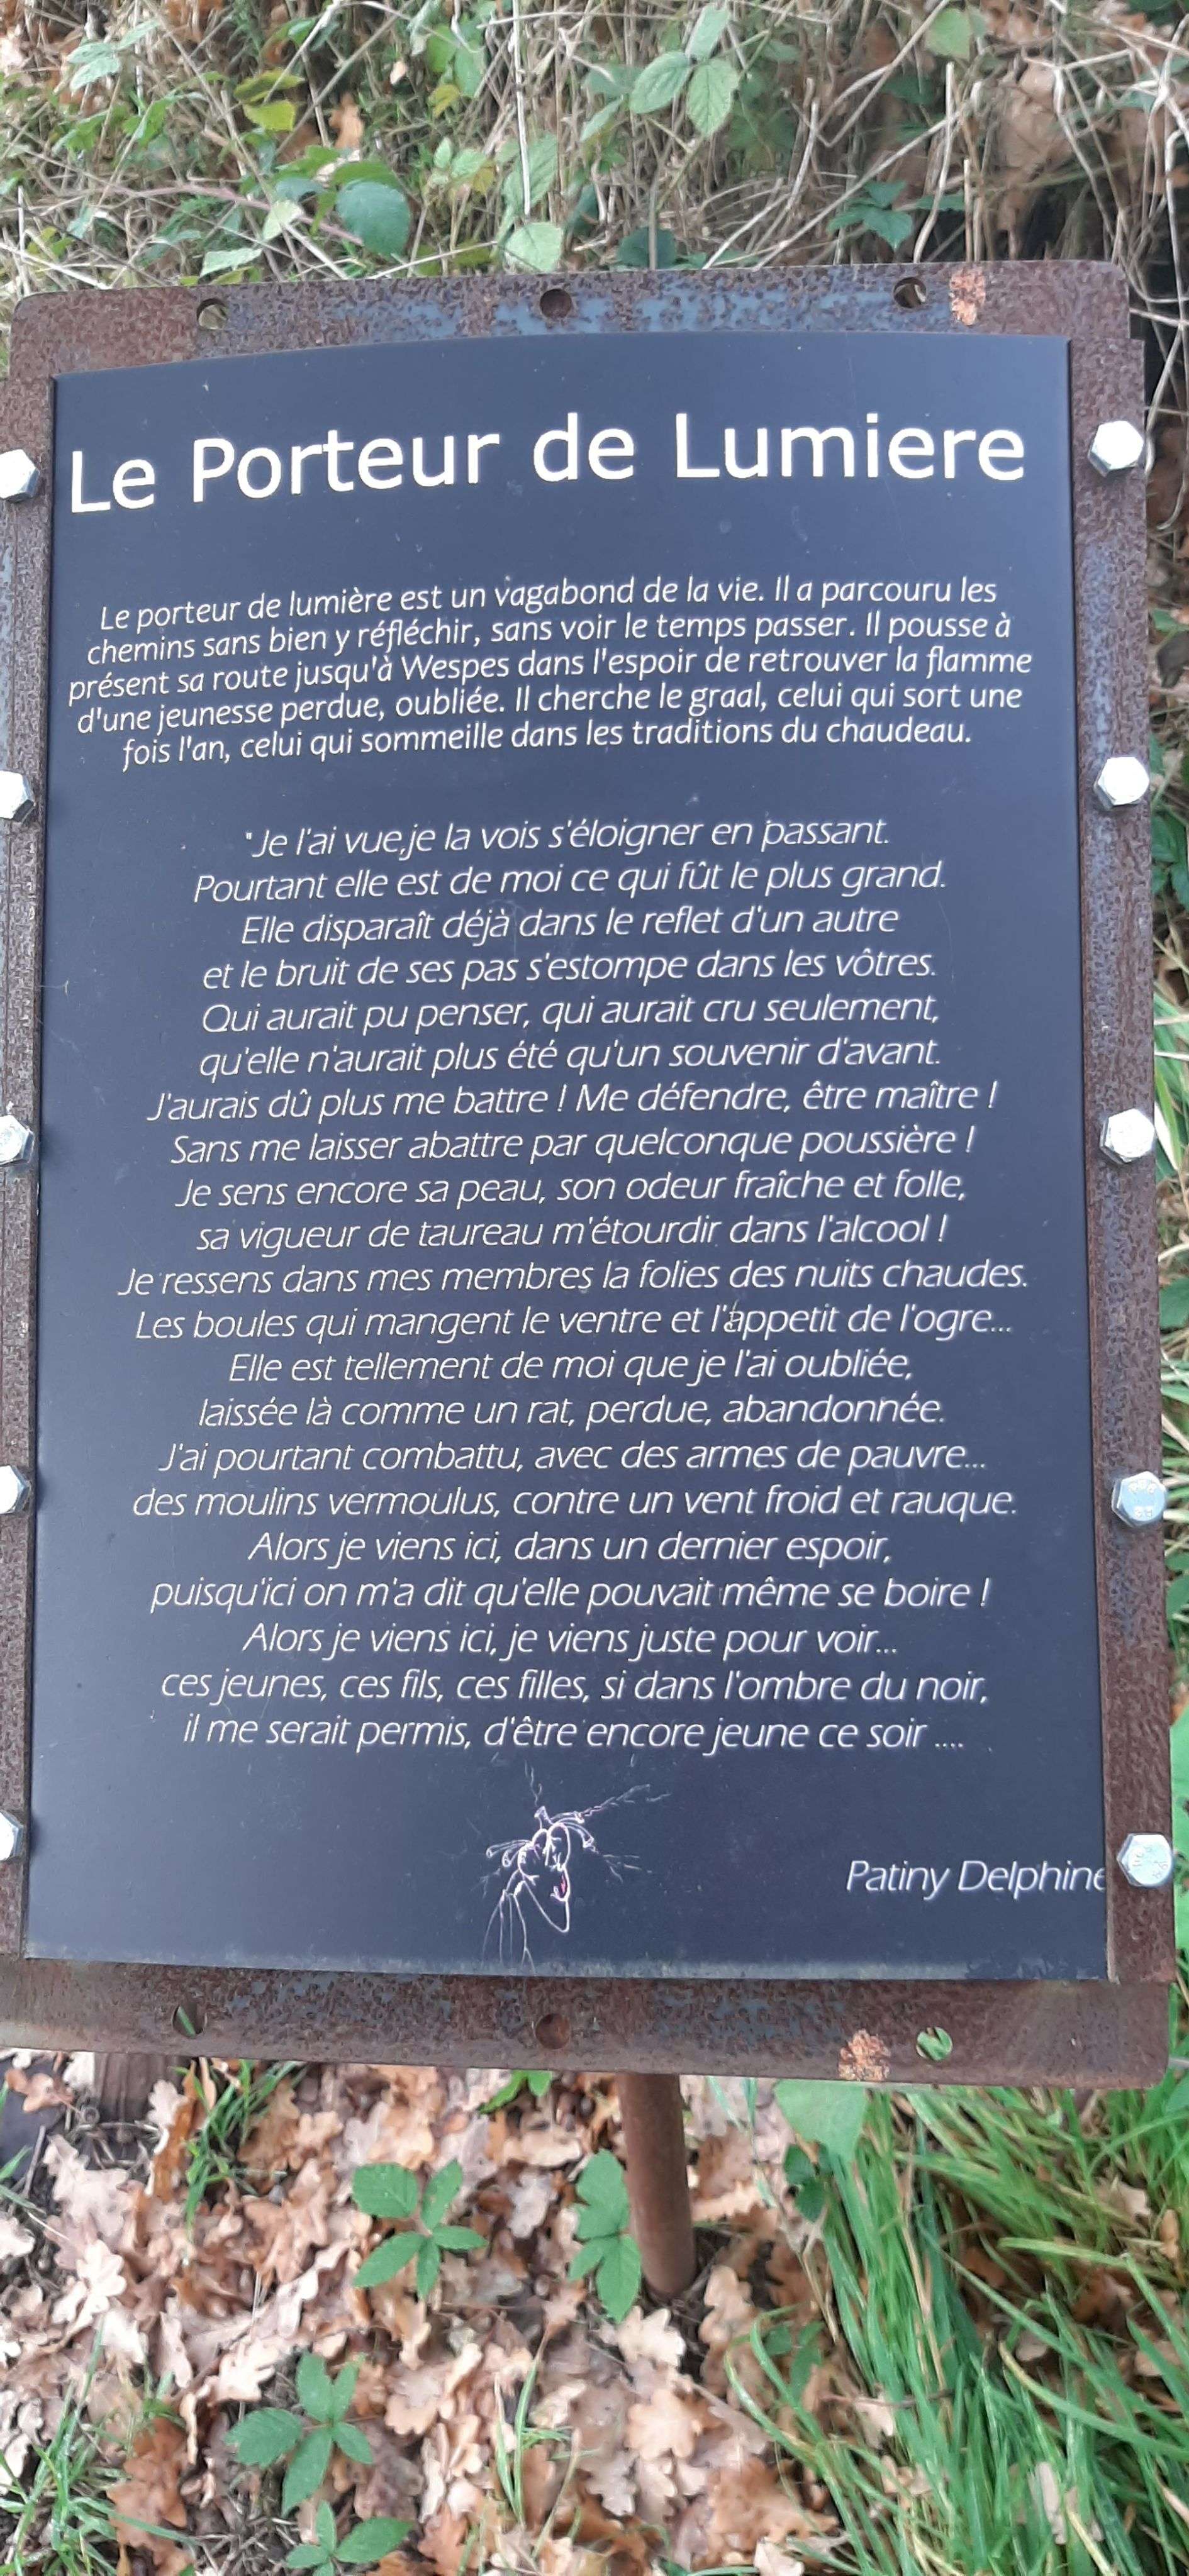 Le Porteur de Lumiere
Le porteur de lumière est un vagabond de la vie. Il a parcouru les
chemins sans bien y réfléchir, sans voir le temps passer. Il pousse à
présent sa route jusqu'à Wespes dans l'espoir de retrouver la flamme
d'une jeunesse perdue, oubliée. Il cherche le graal, celui qui sort une
fois l'an, celui qui sommeille dans les traditions du chaudeau.
"Je l'ai vue,je la vois s'éloigner en passant.
Pourtant elle est de moi ce qui fût le plus grand.
Elle disparaît déjà dans le reflet d'un autre
et le bruit de ses pas s'estompe dans les vôtres.
Qui aurait pu penser, qui aurait cru seulement,
qu'elle n'aurait plus été qu'un souvenir d'avant.
J'aurais dû plus me battre ! Me défendre, être maître !
Sans me laisser abattre par quelconque poussière !
Je sens encore sa peau, son odeur fraîche et folle,
sa vigueur de taureau m'étourdir dans l'alcool !
Je ressens dans mes membres la folies des nuits chaudes.
Les boules qui mangent le ventre et l'appetit de l'ogre...
Elle est tellement de moi que je l'ai oubliée,
laissée là comme un rat, perdue, abandonnée.
J'ai pourtant combattu, avec des armes de pauvre...
des moulins vermoulus, contre un vent froid et rauque.
Alors je viens ici, dans un dernier espoir,
puisqu'ici on m'a dit qu'elle pouvait même se boire !
Alors je viens ici, je viens juste pour voir...
ces jeunes, ces fils, ces filles, si dans l'ombre du noir,
il me serait permis, d'être encore jeune ce soir ....
Patiny Delphine